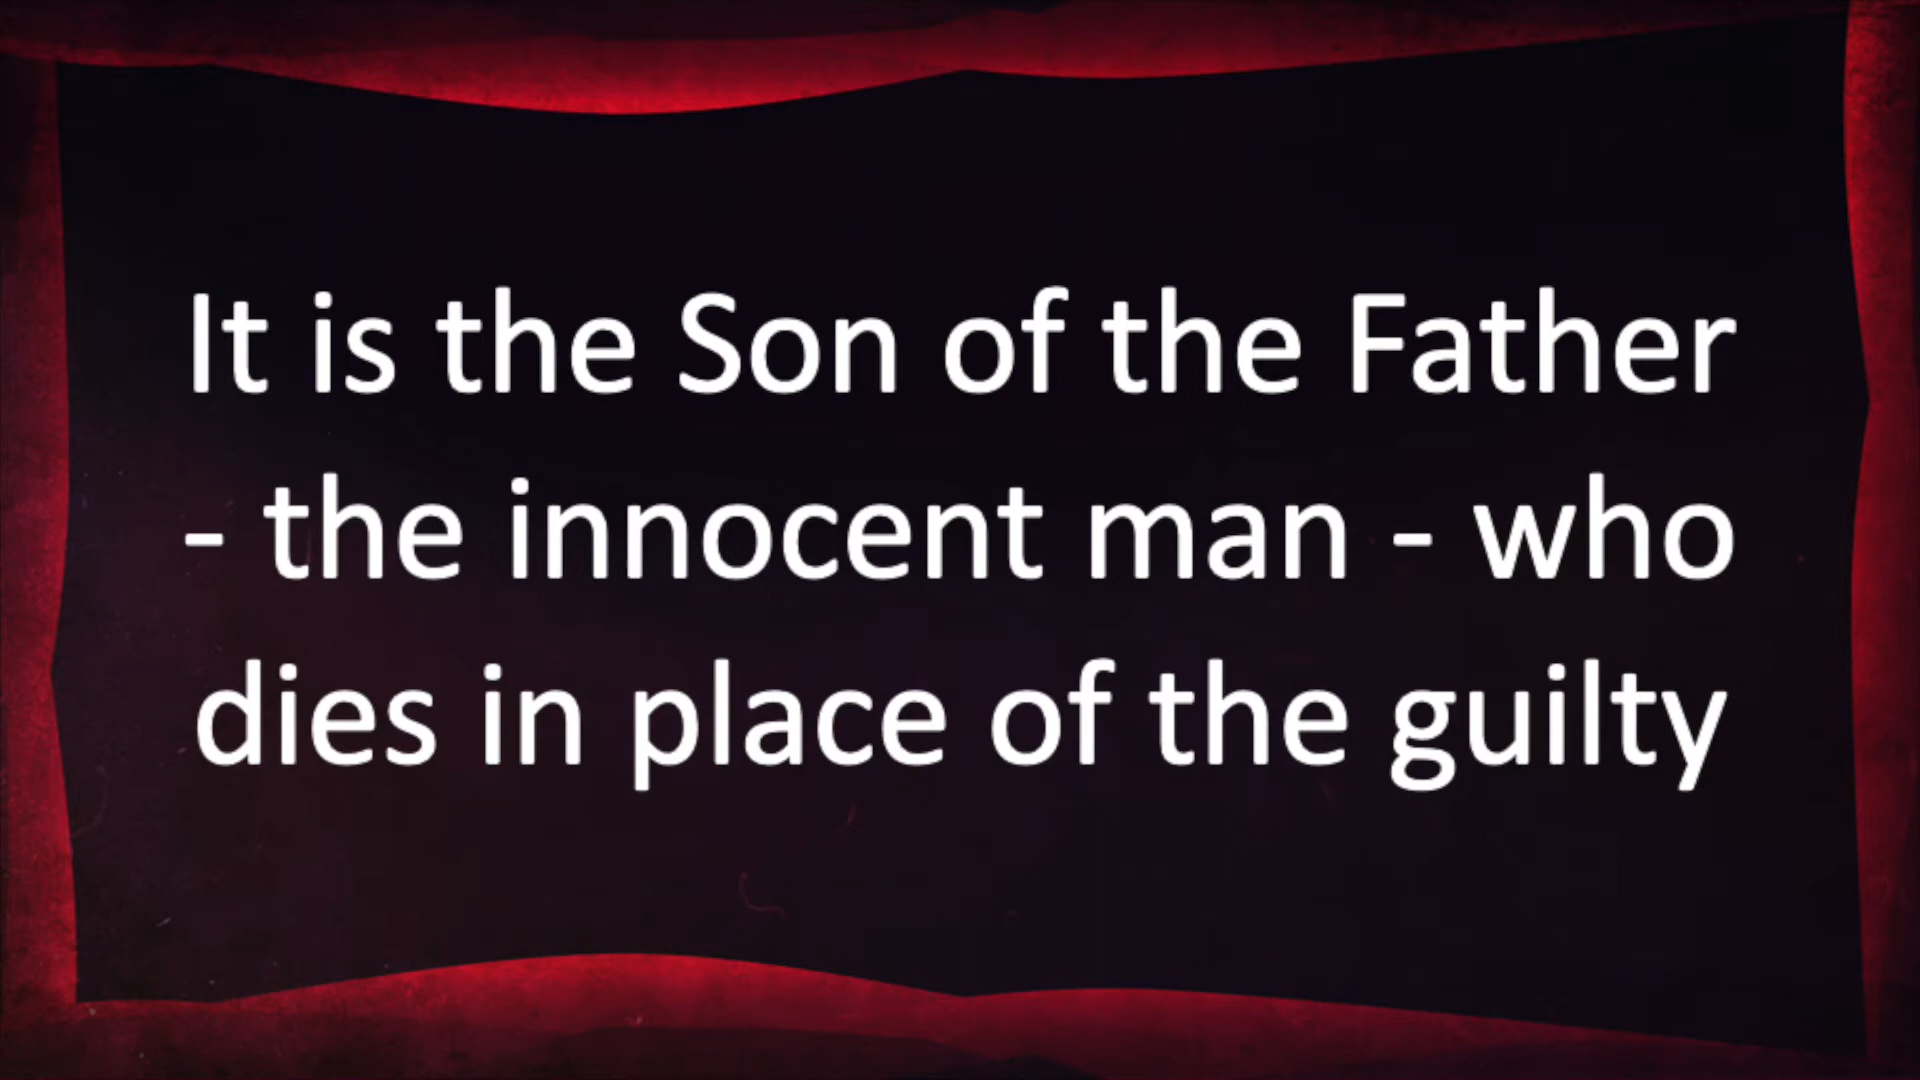 It is the Son of the Father
- the innocent man - who
dies in place of the guilty